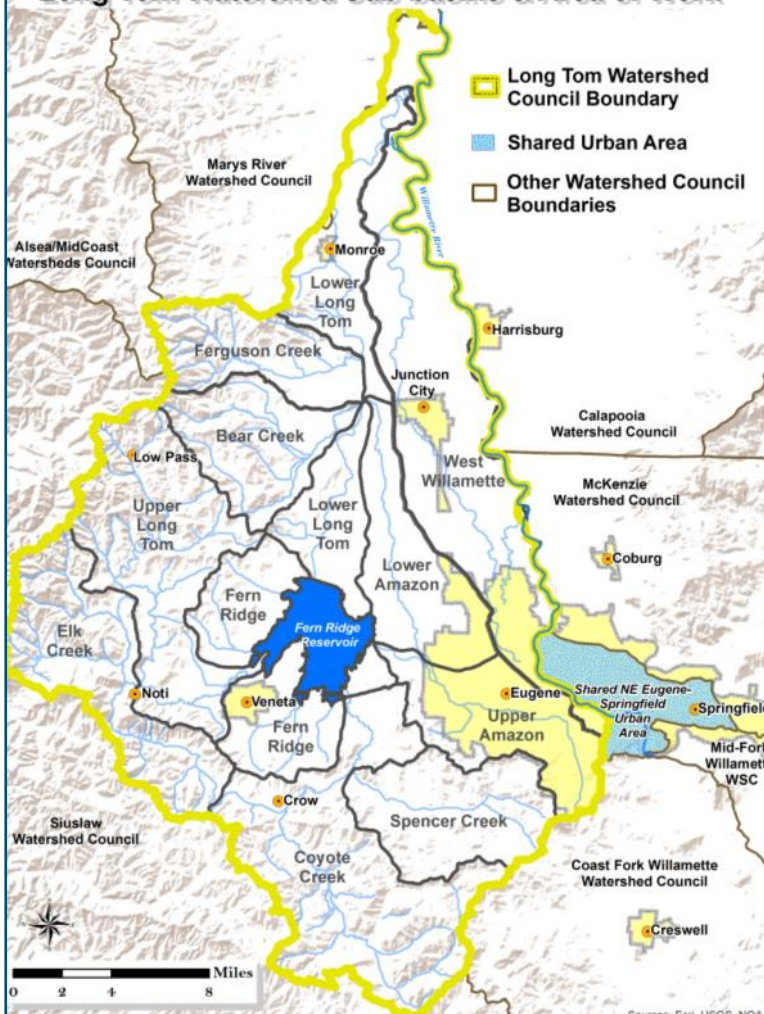 Long Tom Watershed
Council Boundary
Shared Urban Area
Other Watershed Council
Boundaries
Marys River
Watershed Council
Willamette River
Alsea/MidCoast
Watersheds Council
Monroe
Lower
Long
Tom
Harrisburg
Ferguson Creek
Junction
City
Calapooia
Watershed Council
Bear Creek
Low Pass
West
Willamette
McKenzie
Watershed Council
Upper
Long
Tom
Lower
Long
Tom
Coburg
Lower
Amazon
Fern
Ridge
Elk
Creek
Fern Ridge
Reservoir
Noti
Veneta
Eugene
Shared NE Eugene-
Springfield
Urban
Area
Springfield
Upper
Amazon
Fern
Ridge
Mid-Fork
Willamette
WSC
Crow
Spencer Creek
Siuslaw
Watershed Council
Coyote
Creek
Coast Fork Willamette
Watershed Council
Creswell
Miles
0 2 4 8